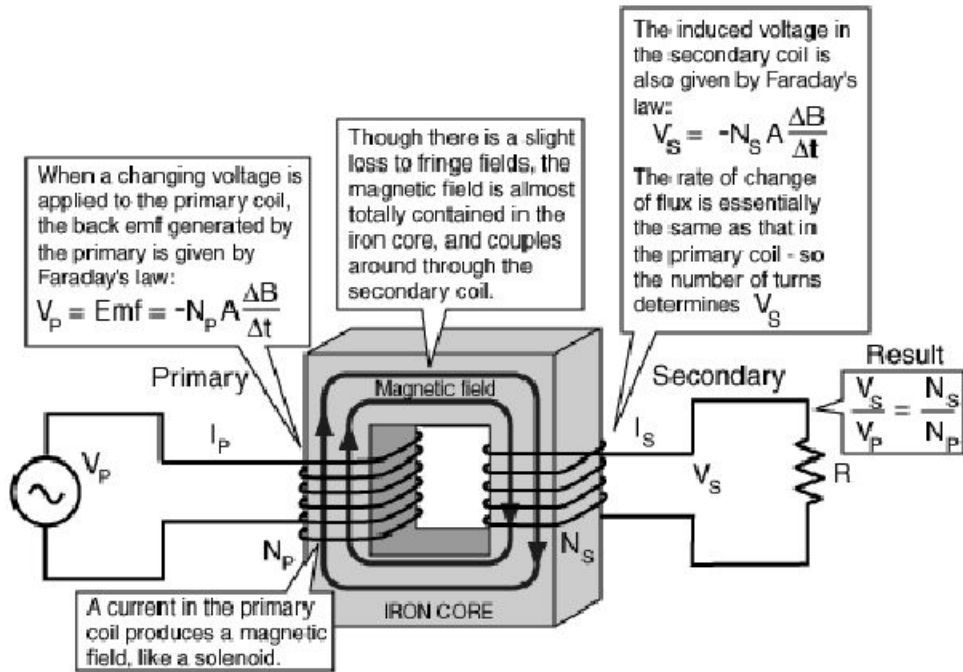 The induced voltage in
the secondary coil is
also given by Faraday's
law:
V_S = -N_S A ΔB/Δt
The rate of change
of flux is essentially
the same as that in
the primary coil - so
the number of turns
determines V_S
Though there is a slight
loss to fringe fields, the
magnetic field is almost
totally contained in the
iron core, and couples
around through the
secondary coil.
When a changing voltage is
applied to the primary coil,
the back emf generated by
the primary is given by
Faraday's law:
V_P = Emf = -N_P A ΔB/Δt
Primary
Magnetic field
Secondary
Result
V_S/V_P = N_S/N_P
I_P
I_S
V_P
V_S
R
N_P
N_S
IRON CORE
A current in the primary
coil produces a magnetic
field, like a solenoid.